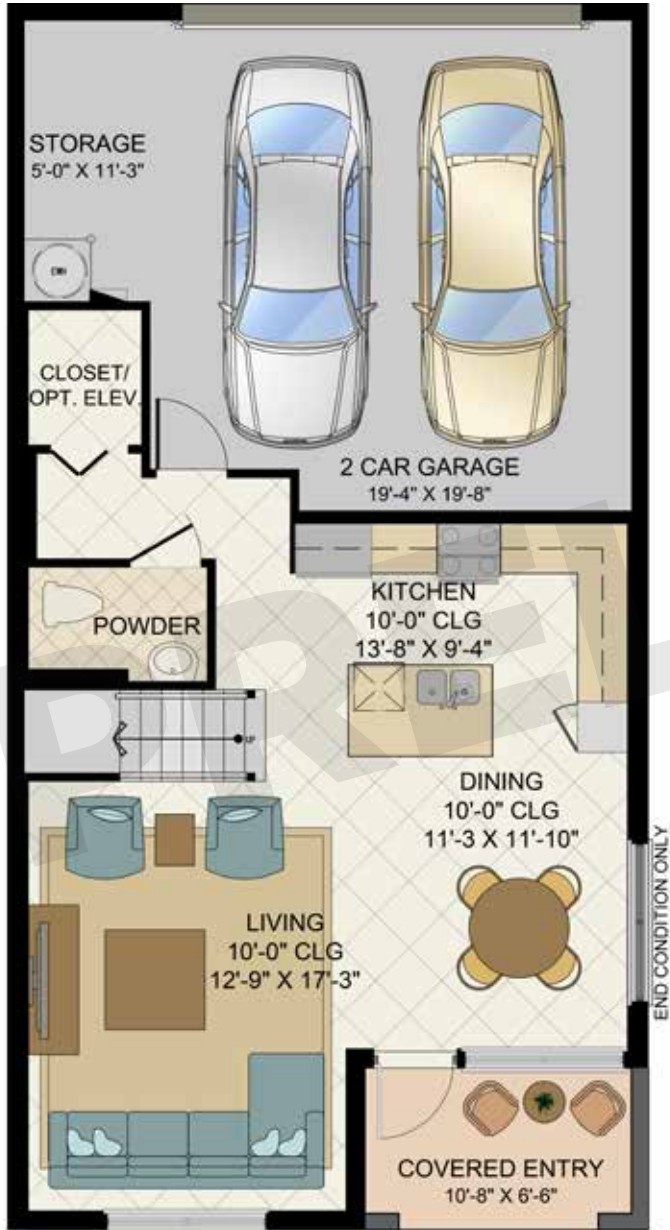 STORAGE
5'-0" X 11'-3"
CLOSET/
OPT. ELEV.
2 CAR GARAGE
19'-4" X 19'-8"
KITCHEN
10'-0" CLG
13'-8" X 9'-4"
POWDER
UP
DINING
10'-0" CLG
11'-3 X 11'-10"
LIVING
10'-0" CLG
12'-9" X 17'-3"
END CONDITION ONLY
COVERED ENTRY
10'-8" X 6'-6"